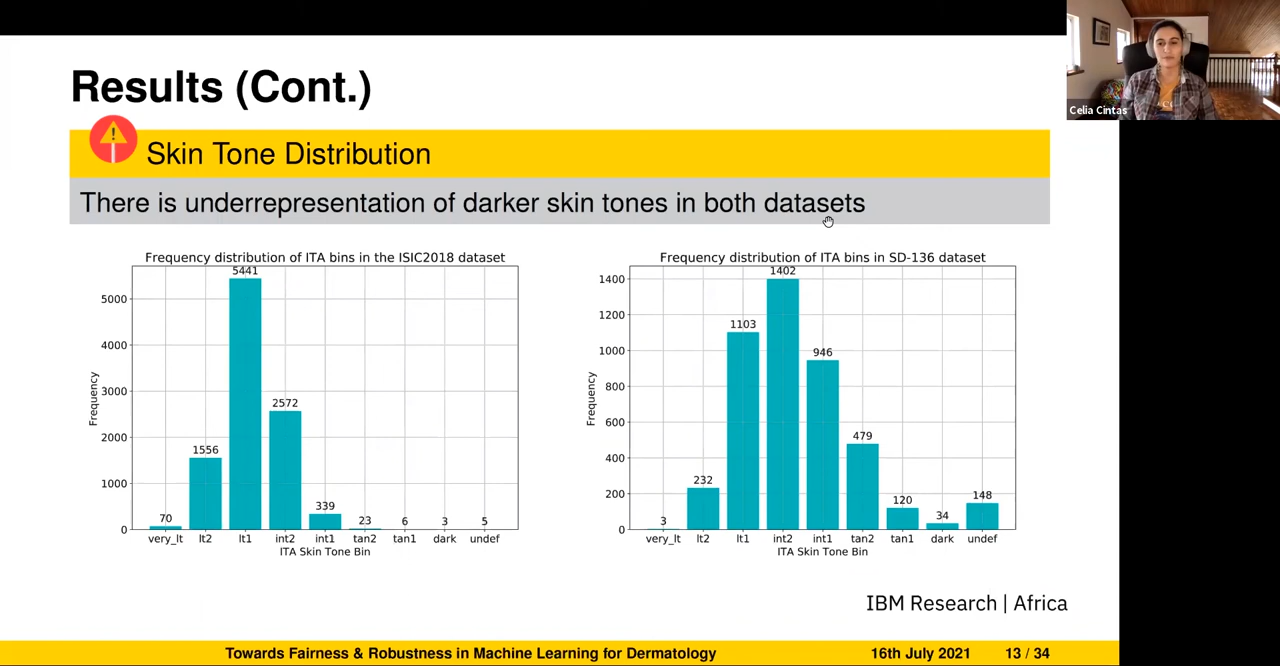 Results (Cont.)
Celia Cintas
Skin Tone Distribution
There is underrepresentation of darker skin tones in both datasets
Frequency distribution of ITA bins in the ISIC2018 dataset
Frequency
5000
4000
3000
2000
1000
0
70
1556
5441
2572
339
23
6
3
5
very_lt lt2 lt1 int2 int1 tan2 tan1 dark undef
ITA Skin Tone Bin
Frequency distribution of ITA bins in SD-136 dataset
Frequency
1400
1200
1000
800
600
400
200
0
3
232
1103
1402
946
479
120
34
148
very_lt lt2 lt1 int2 int1 tan2 tan1 dark undef
ITA Skin Tone Bin
IBM Research | Africa
Towards Fairness & Robustness in Machine Learning for Dermatology 16th July 2021 13 / 34